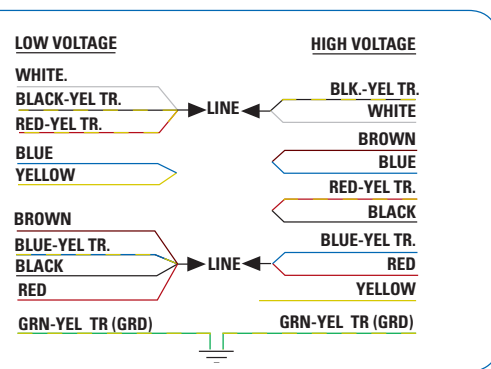 LOW VOLTAGE
WHITE.
BLACK-YEL TR.
RED-YEL TR.
BLUE
YELLOW
BROWN
BLUE-YEL TR.
BLACK
RED
GRN-YEL TR (GRD)
LINE
LINE
HIGH VOLTAGE
BLK.-YEL TR.
WHITE
BROWN
BLUE
RED-YEL TR.
BLACK
BLUE-YEL TR.
RED
YELLOW
GRN-YEL TR (GRD)